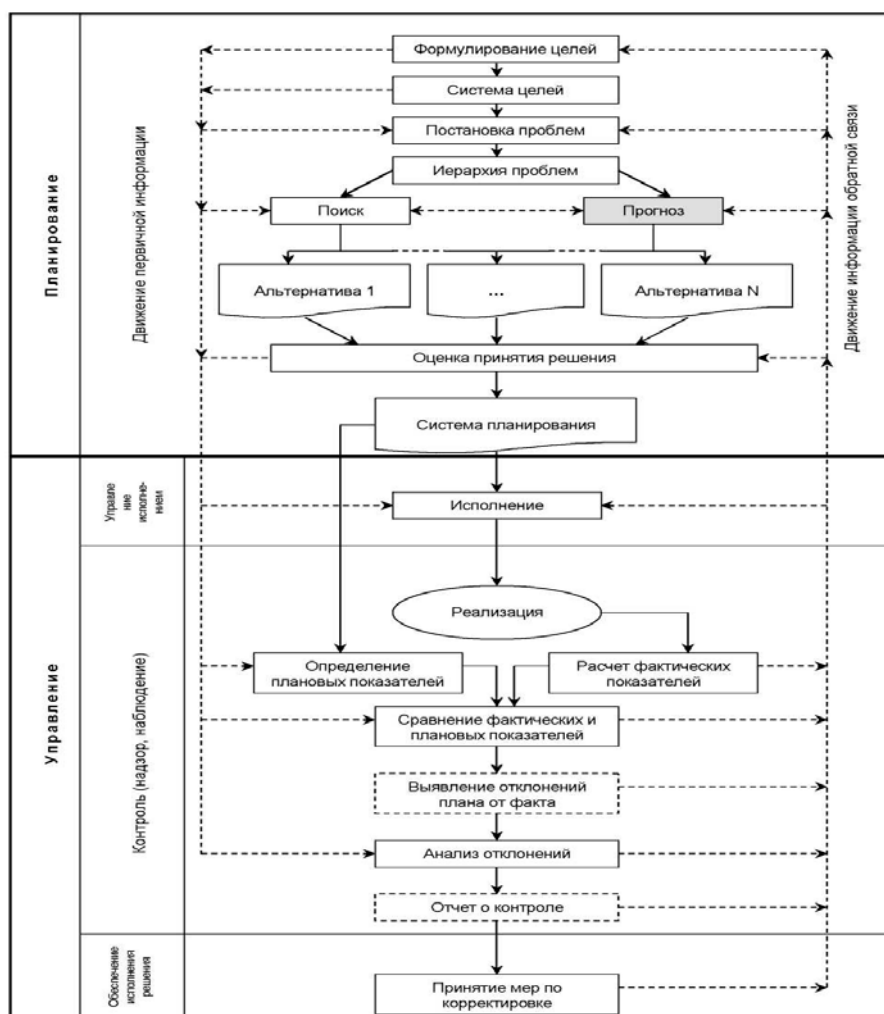 Планирование
Движение первичной информации
Формулирование целей
Система целей
Постановка проблем
Иерархия проблем
Поиск
Прогноз
Альтернатива 1
...
Альтернатива N
Оценка принятия решения
Система планирования
Движение информации обратной связи
Управление
Управле
ние
исполне-
нием
Исполнение
Контроль (надзор, наблюдение)
Реализация
Определение
плановых показателей
Расчет фактических
показателей
Сравнение фактических и
плановых показателей
Выявление отклонений
плана от факта
Анализ отклонений
Отчет о контроле
Обеспечение
исполнения
решения
Принятие мер по
корректировке